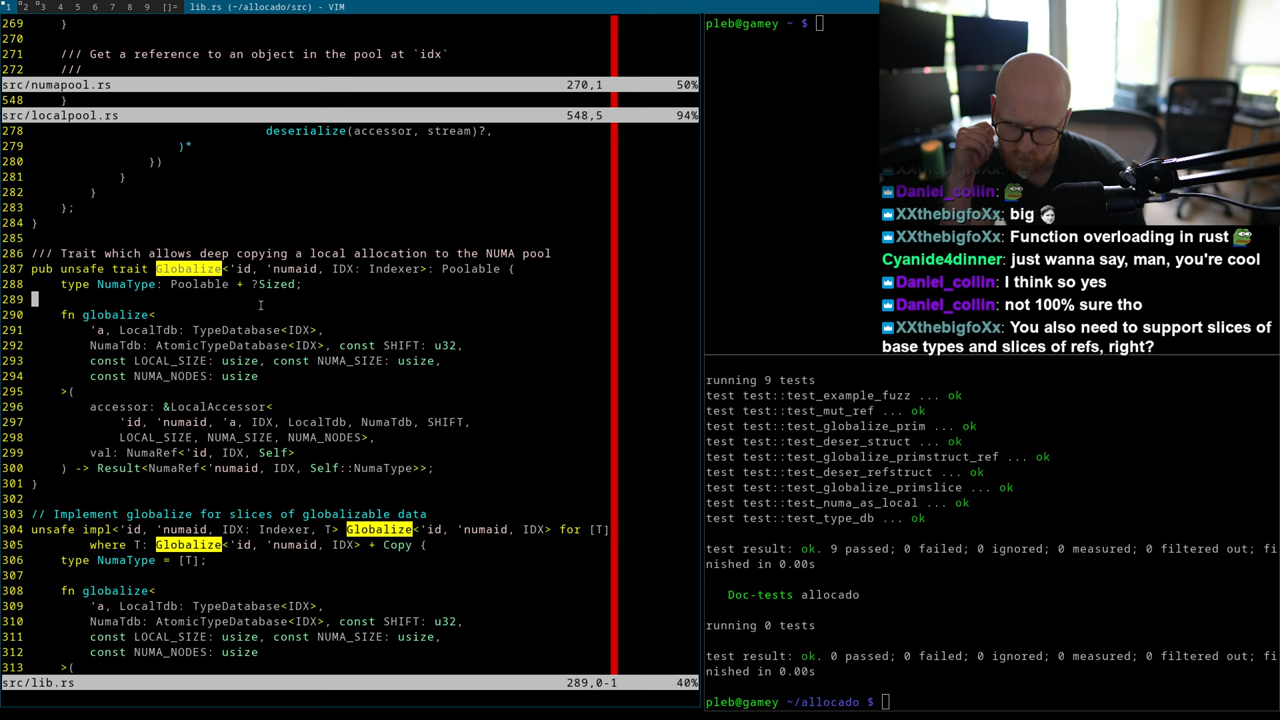 1 2 3 4 5 6 7 8 9 []= lib.rs (~/allocado/src) - VIM
269     }
270
271     /// Get a reference to an object in the pool at `idx`
272     ///
src/numapool.rs 270,1 50%
548     }
src/localpool.rs 548,5 94%
278                                         deserialize(accessor, stream)?,
279                         )*
280                     })
281                 }
282         }
283     };
284 }
285
286 /// Trait which allows deep copying a local allocation to the NUMA pool
287 pub unsafe trait Globalize<'id, 'numaid, IDX: Indexer>: Poolable {
288     type NumaType: Poolable + ?Sized;
289
290     fn globalize<
291         'a, LocalTdb: TypeDatabase<IDX>,
292         NumaTdb: AtomicTypeDatabase<IDX>, const SHIFT: u32,
293         const LOCAL_SIZE: usize, const NUMA_SIZE: usize,
294         const NUMA_NODES: usize
295     >(
296         accessor: &LocalAccessor<
297             'id, 'numaid, 'a, IDX, LocalTdb, NumaTdb, SHIFT,
298             LOCAL_SIZE, NUMA_SIZE, NUMA_NODES>,
299         val: NumaRef<'id, IDX, Self>
300     ) -> Result<NumaRef<'numaid, IDX, Self::NumaType>>;
301 }
302
303 // Implement globalize for slices of globalizable data
304 unsafe impl<'id, 'numaid, IDX: Indexer, T> Globalize<'id, 'numaid, IDX> for [T]
305         where T: Globalize<'id, 'numaid, IDX> + Copy {
306     type NumaType = [T];
307
308     fn globalize<
309         'a, LocalTdb: TypeDatabase<IDX>,
310         NumaTdb: AtomicTypeDatabase<IDX>, const SHIFT: u32,
311         const LOCAL_SIZE: usize, const NUMA_SIZE: usize,
312         const NUMA_NODES: usize
313     >(
src/lib.rs 289,0-1 40%
pleb@gamey ~ $
Daniel_collin:
XXthebigfoXx: big
XXthebigfoXx: Function overloading in rust
Cyanide4dinner: just wanna say, man, you're cool
Daniel_collin: I think so yes
Daniel_collin: not 100% sure tho
XXthebigfoXx: You also need to support slices of
base types and slices of refs, right?
running 9 tests
test test::test_example_fuzz ... ok
test test::test_mut_ref ... ok
test test::test_globalize_prim ... ok
test test::test_deser_struct ... ok
test test::test_globalize_primstruct_ref ... ok
test test::test_deser_refstruct ... ok
test test::test_globalize_primslice ... ok
test test::test_numa_as_local ... ok
test test::test_type_db ... ok
test result: ok. 9 passed; 0 failed; 0 ignored; 0 measured; 0 filtered out; fi
nished in 0.00s
Doc-tests allocado
running 0 tests
test result: ok. 0 passed; 0 failed; 0 ignored; 0 measured; 0 filtered out; fi
nished in 0.00s
pleb@gamey ~/allocado $